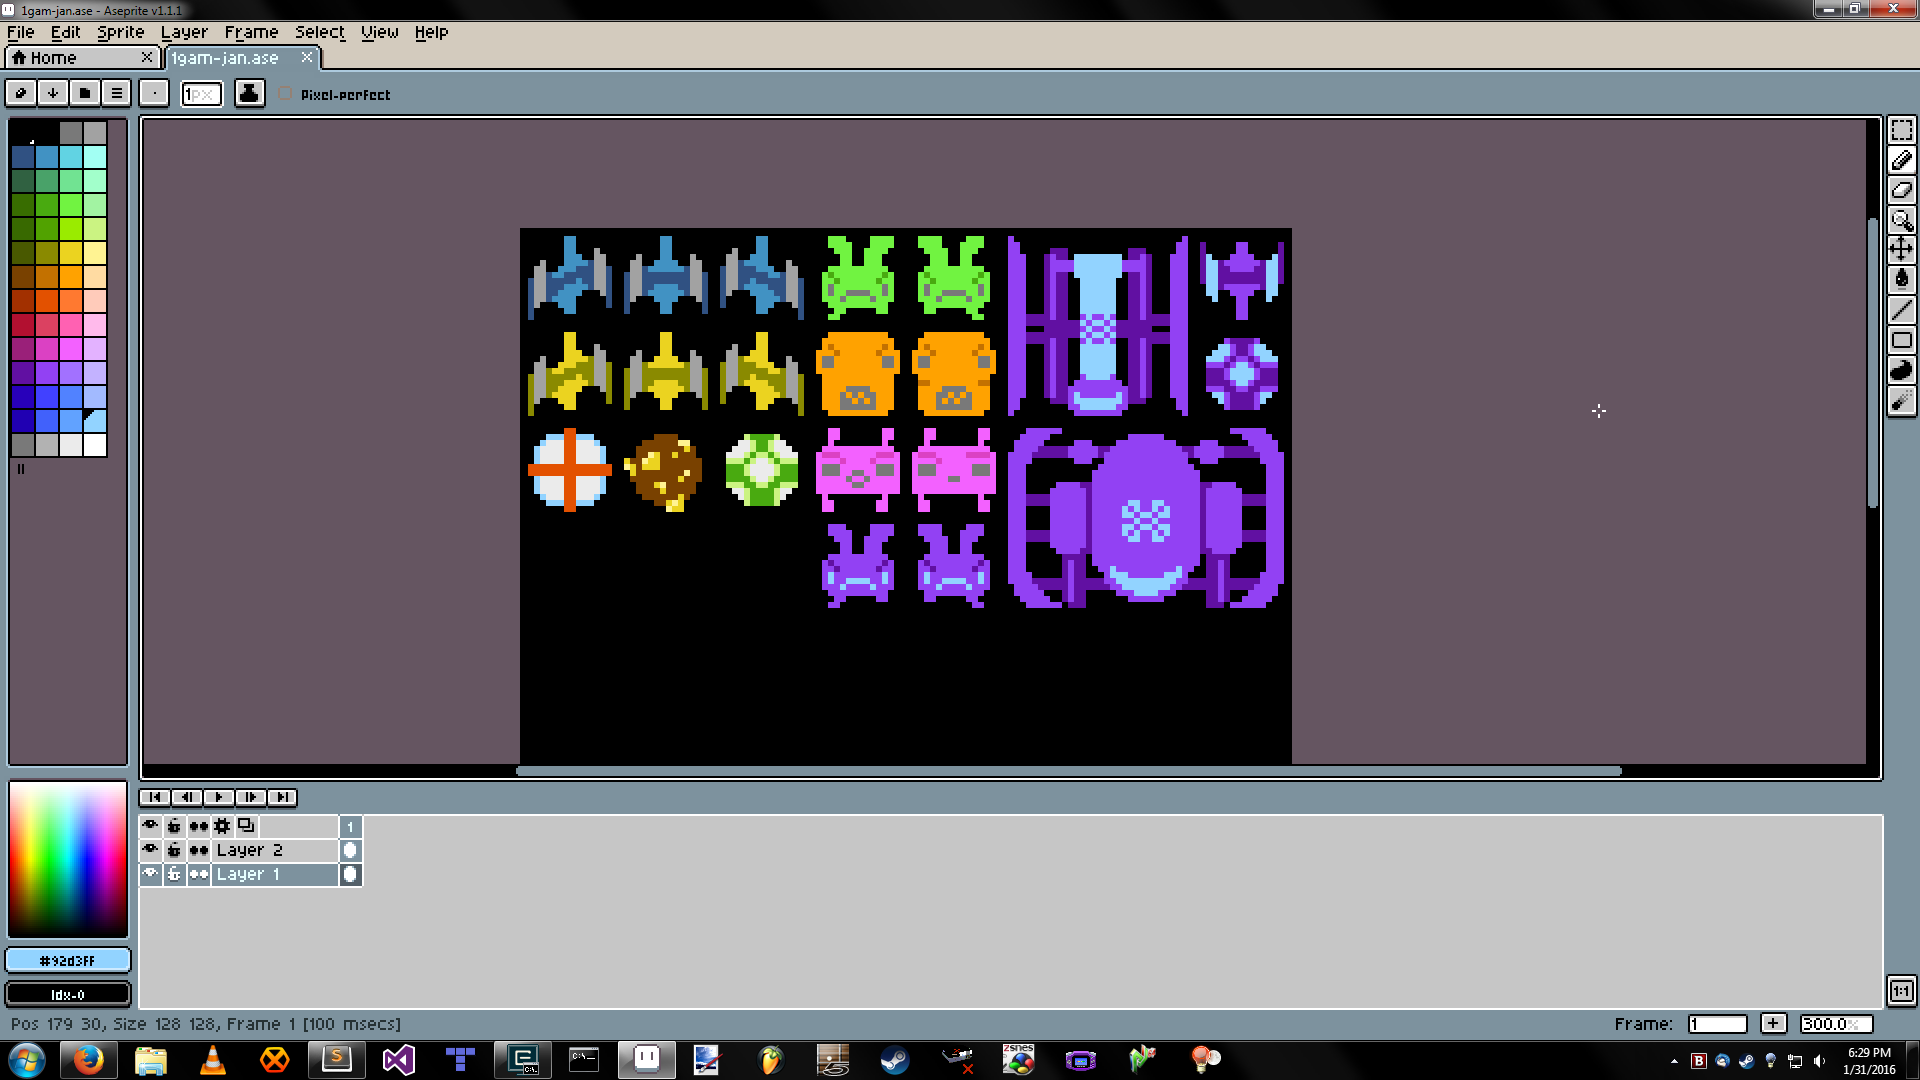 1gam-jan.ase - Aseprite v1.1.1
File Edit Sprite Layer Frame Select View Help
Home
1gam-jan.ase
1px
Pixel-perfect
1
Layer 2
Layer 1
#92d3ff
Idx-0
1:1
Pos 179 30, Size 128 128, Frame 1 [100 msecs]
Frame: 1 + 300.0%
S
C:\
C:\_
ZSNES
B
6:29 PM
1/31/2016